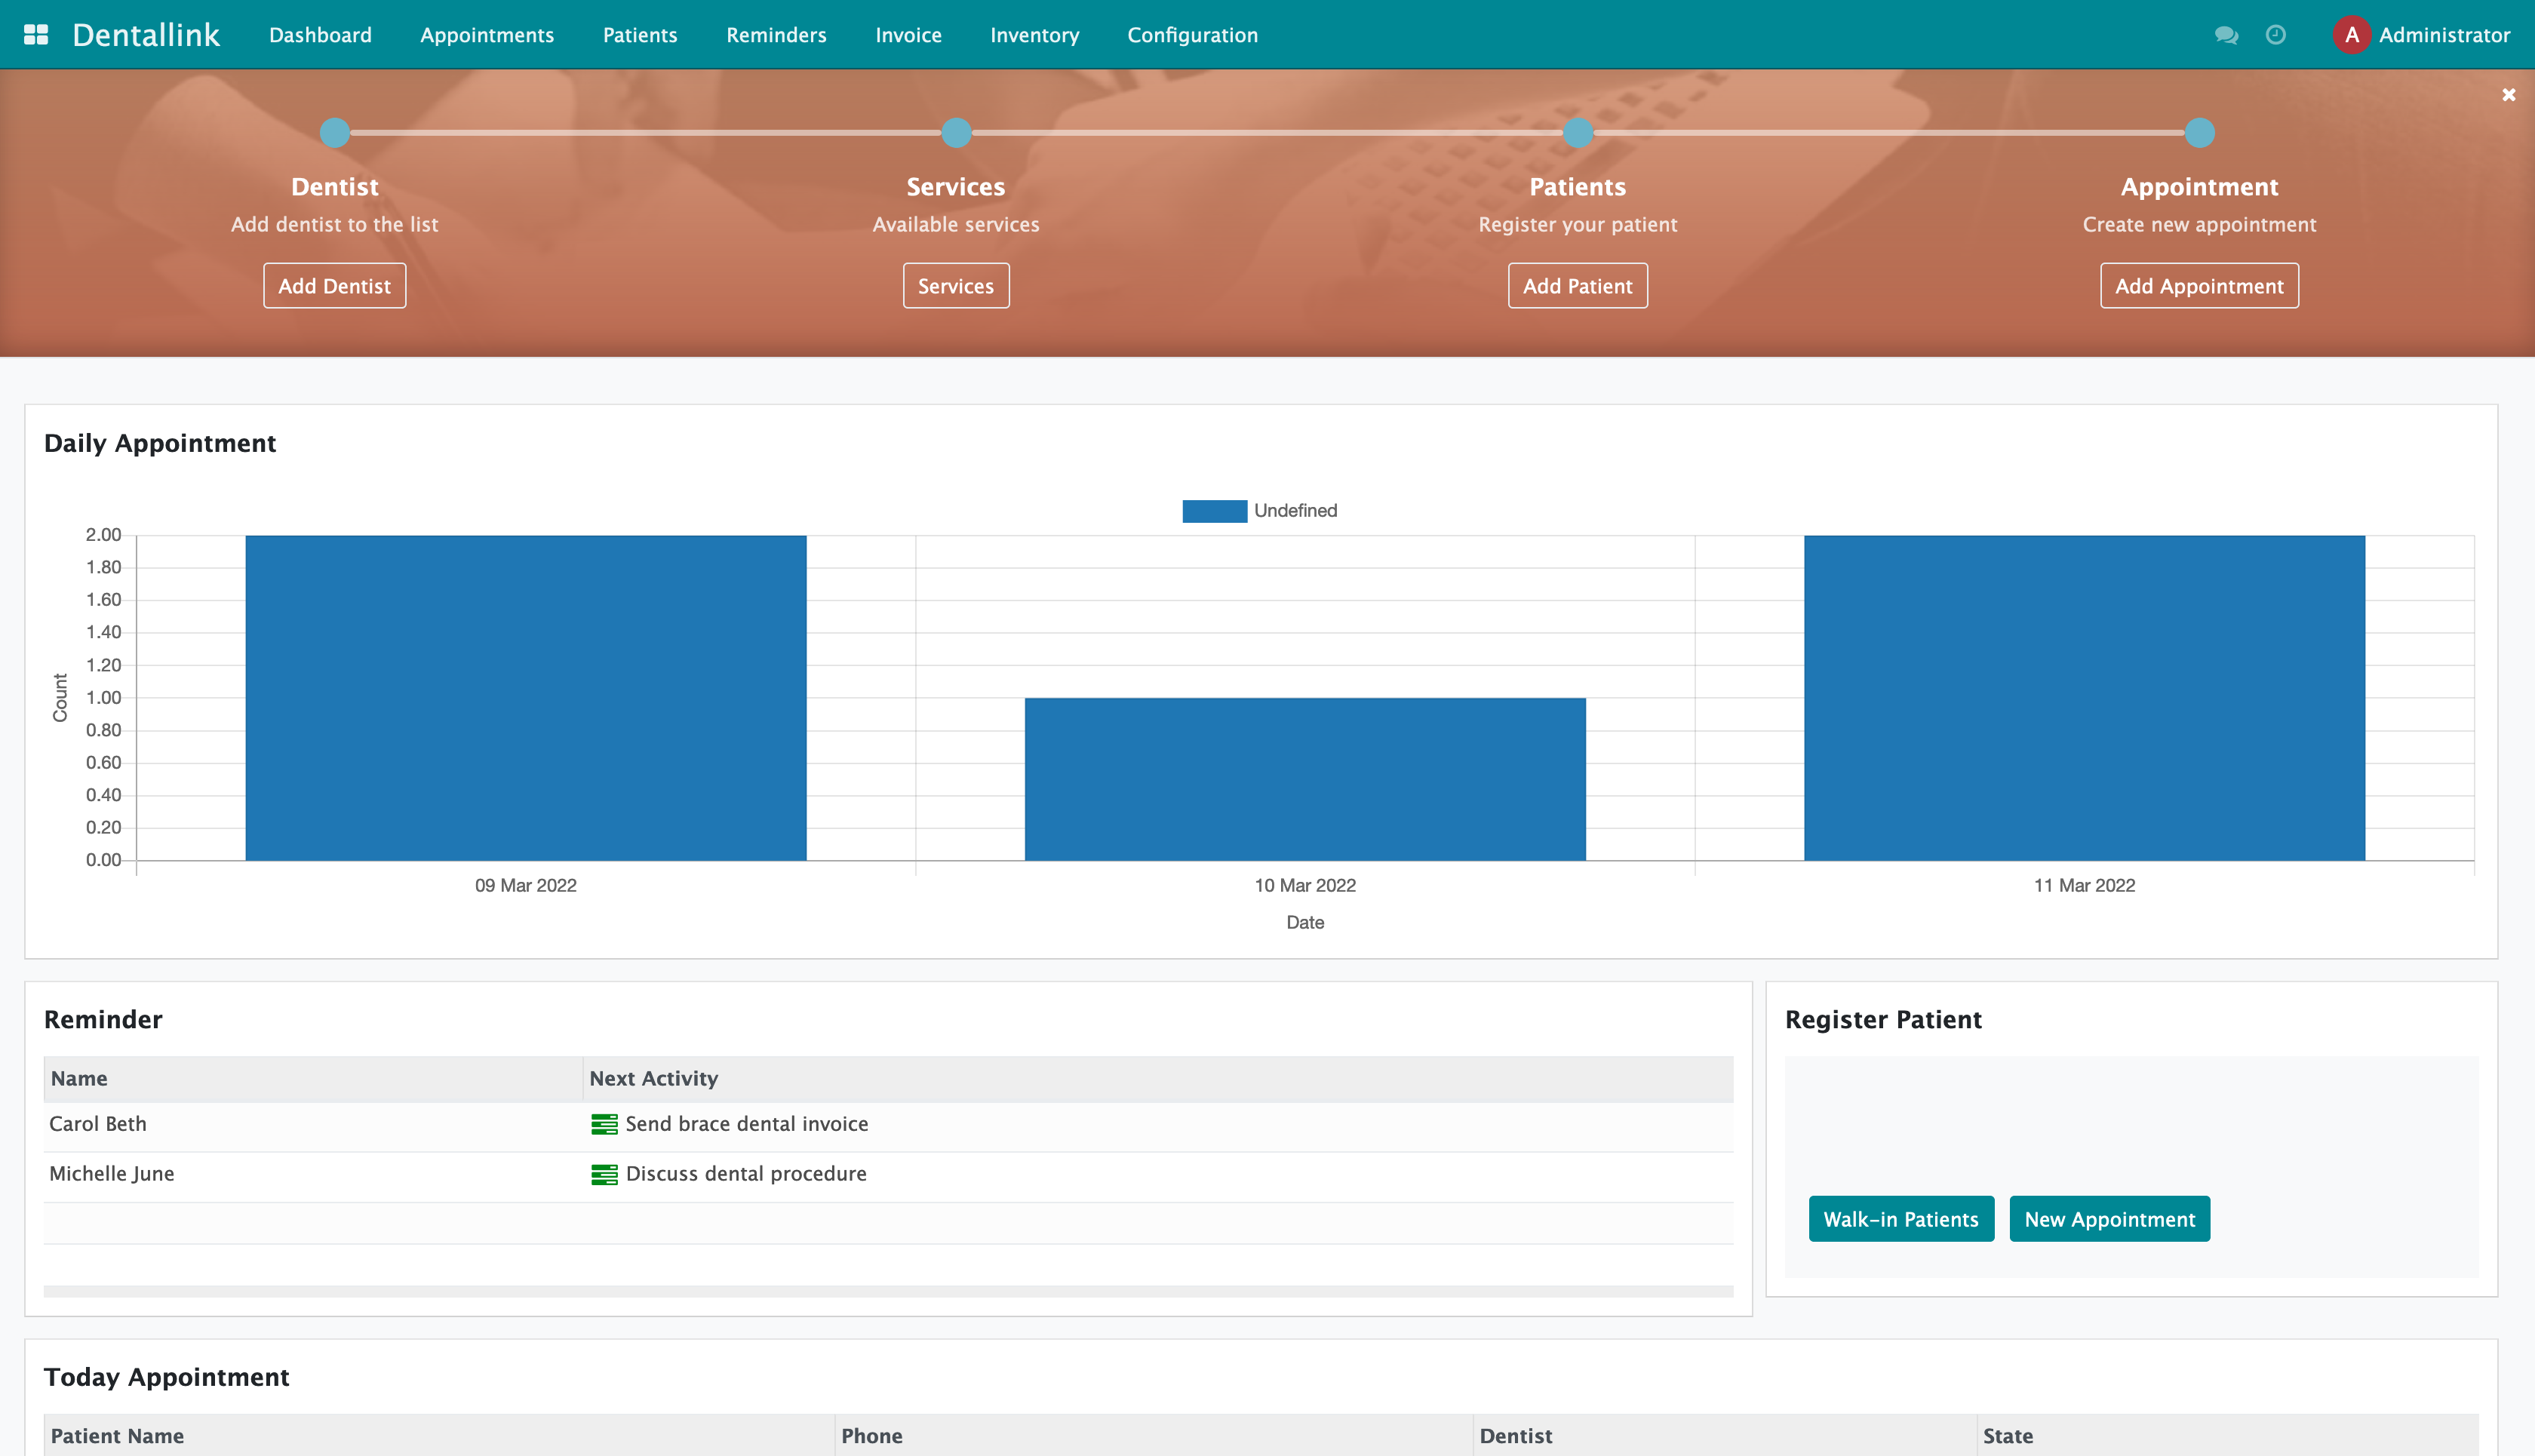 Dentallink Dashboard Appointments Patients Reminders Invoice Inventory Configuration A Administrator
Dentist Services Patients Appointment
Add dentist to the list Available services Register your patient Create new appointment
Add Dentist Services Add Patient Add Appointment
Daily Appointment
Undefined
2.00
1.80
1.60
1.40
1.20
1.00
0.80
0.60
0.40
0.20
0.00
Count
09 Mar 2022 10 Mar 2022 11 Mar 2022
Date
Reminder
Name Next Activity
Carol Beth Send brace dental invoice
Michelle June Discuss dental procedure
Register Patient
Walk-in Patients New Appointment
Today Appointment
Patient Name Phone Dentist State